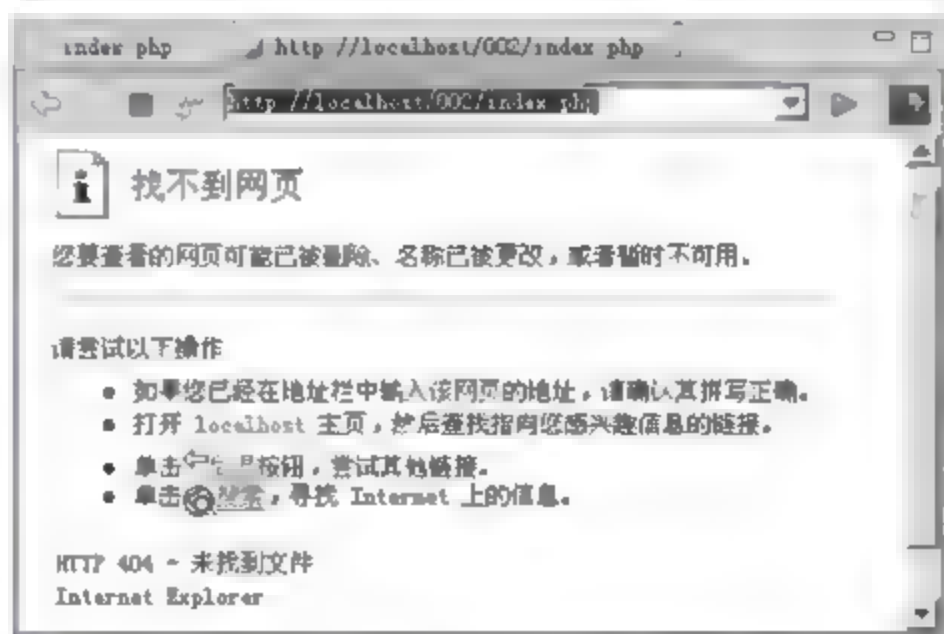 index php http //localhost/002/index php
http //localhost/002/index php
找不到网页
您要查看的网页可能已被删除、名称已被更改，或者暂时不可用。
请尝试以下操作
如果您已经在地址栏中输入该网页的地址，请确认其拼写正确。
打开 localhost 主页，然后查找指向您感兴趣信息的链接。
单击 按钮，尝试其他链接。
单击 搜索，寻找 Internet 上的信息。
HTTP 404 - 未找到文件
Internet Explorer